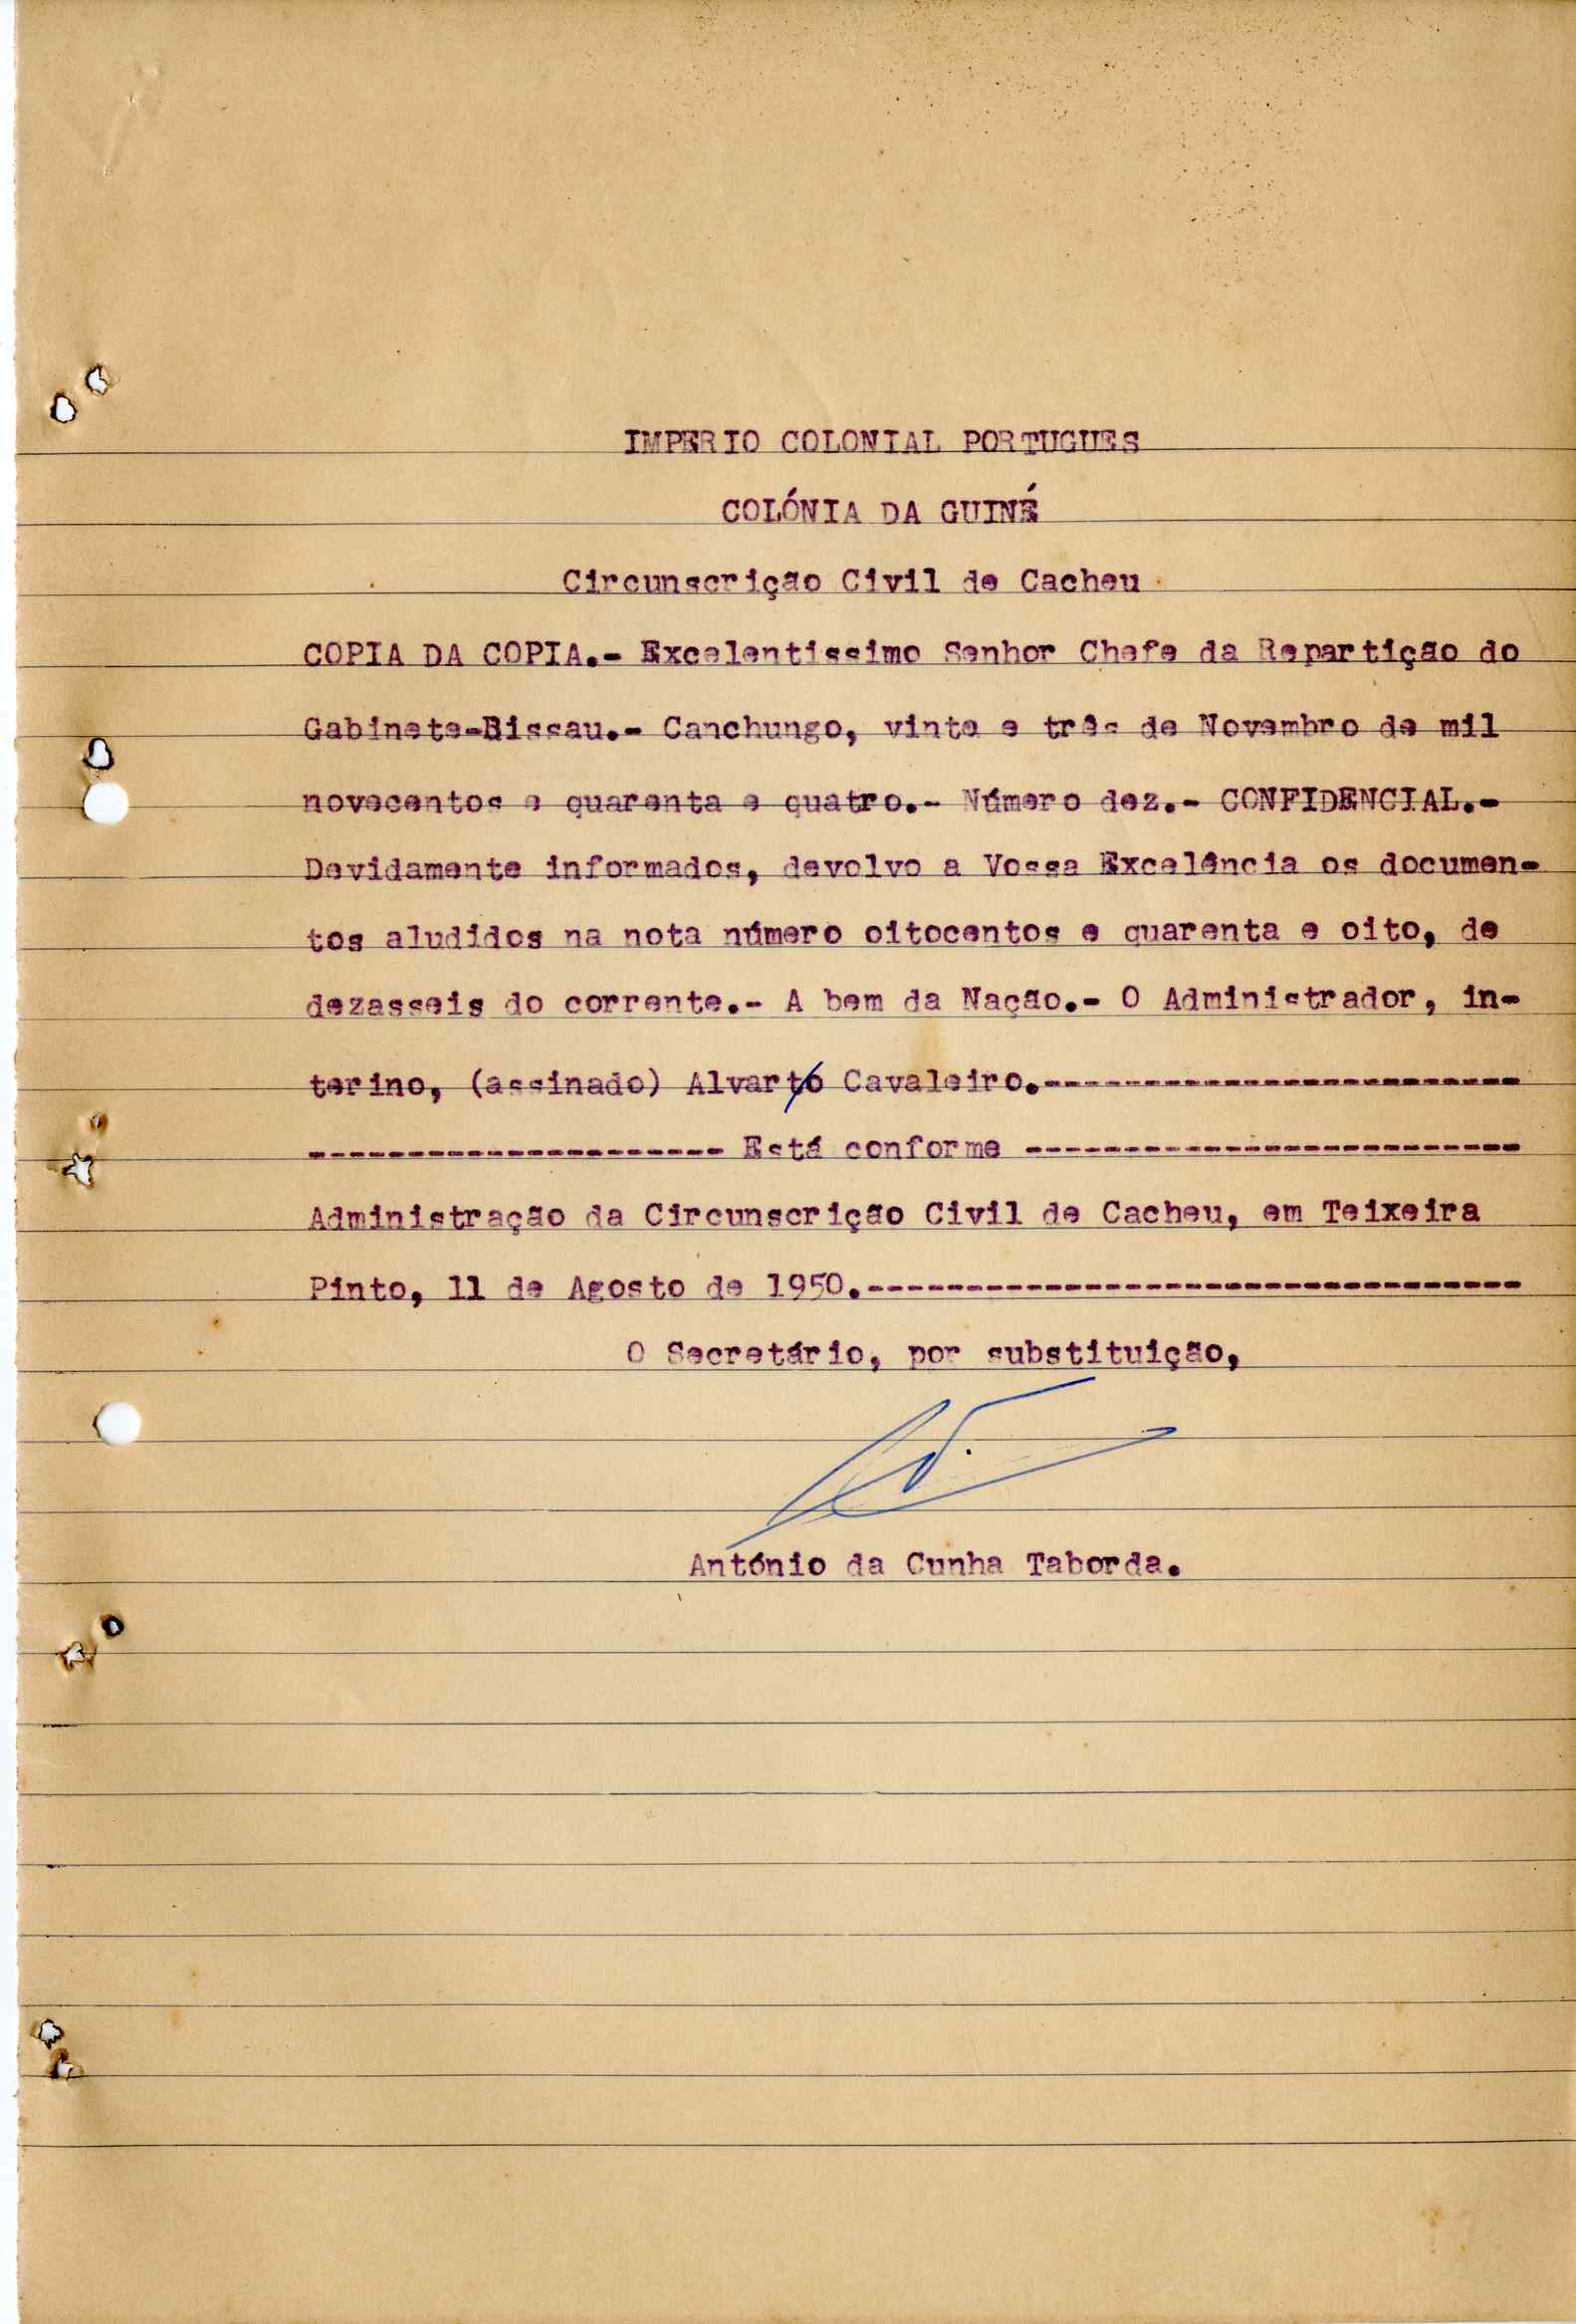 IMPERIO COLONIAL PORTUGUES
COLÓNIA DA GUINÉ
Circunscrição Civil de Cacheu
COPIA DA COPIA.- Excelentissimo Senhor Chefe da Repartição do
Gabinete-Bissau.- Canchungo, vinte e três de Novembro de mil
novecentos e quarenta e quatro.- Número dez.- CONFIDENCIAL.-
Devidamente informados, devolvo a Vossa Excelência os documen-
tos aludidos na nota número oitocentos e quarenta e oito, de
dezasseis do corrente.- A bem da Nação.- O Administrador, in-
terino, (assinado) Alvaro Cavaleiro.------------------------
--------------------- Está conforme -------------------------
Administração da Circunscrição Civil de Cacheu, em Teixeira
Pinto, 11 de Agosto de 1950.---------------------------------
O Secretário, por substituição,
António da Cunha Taborda.